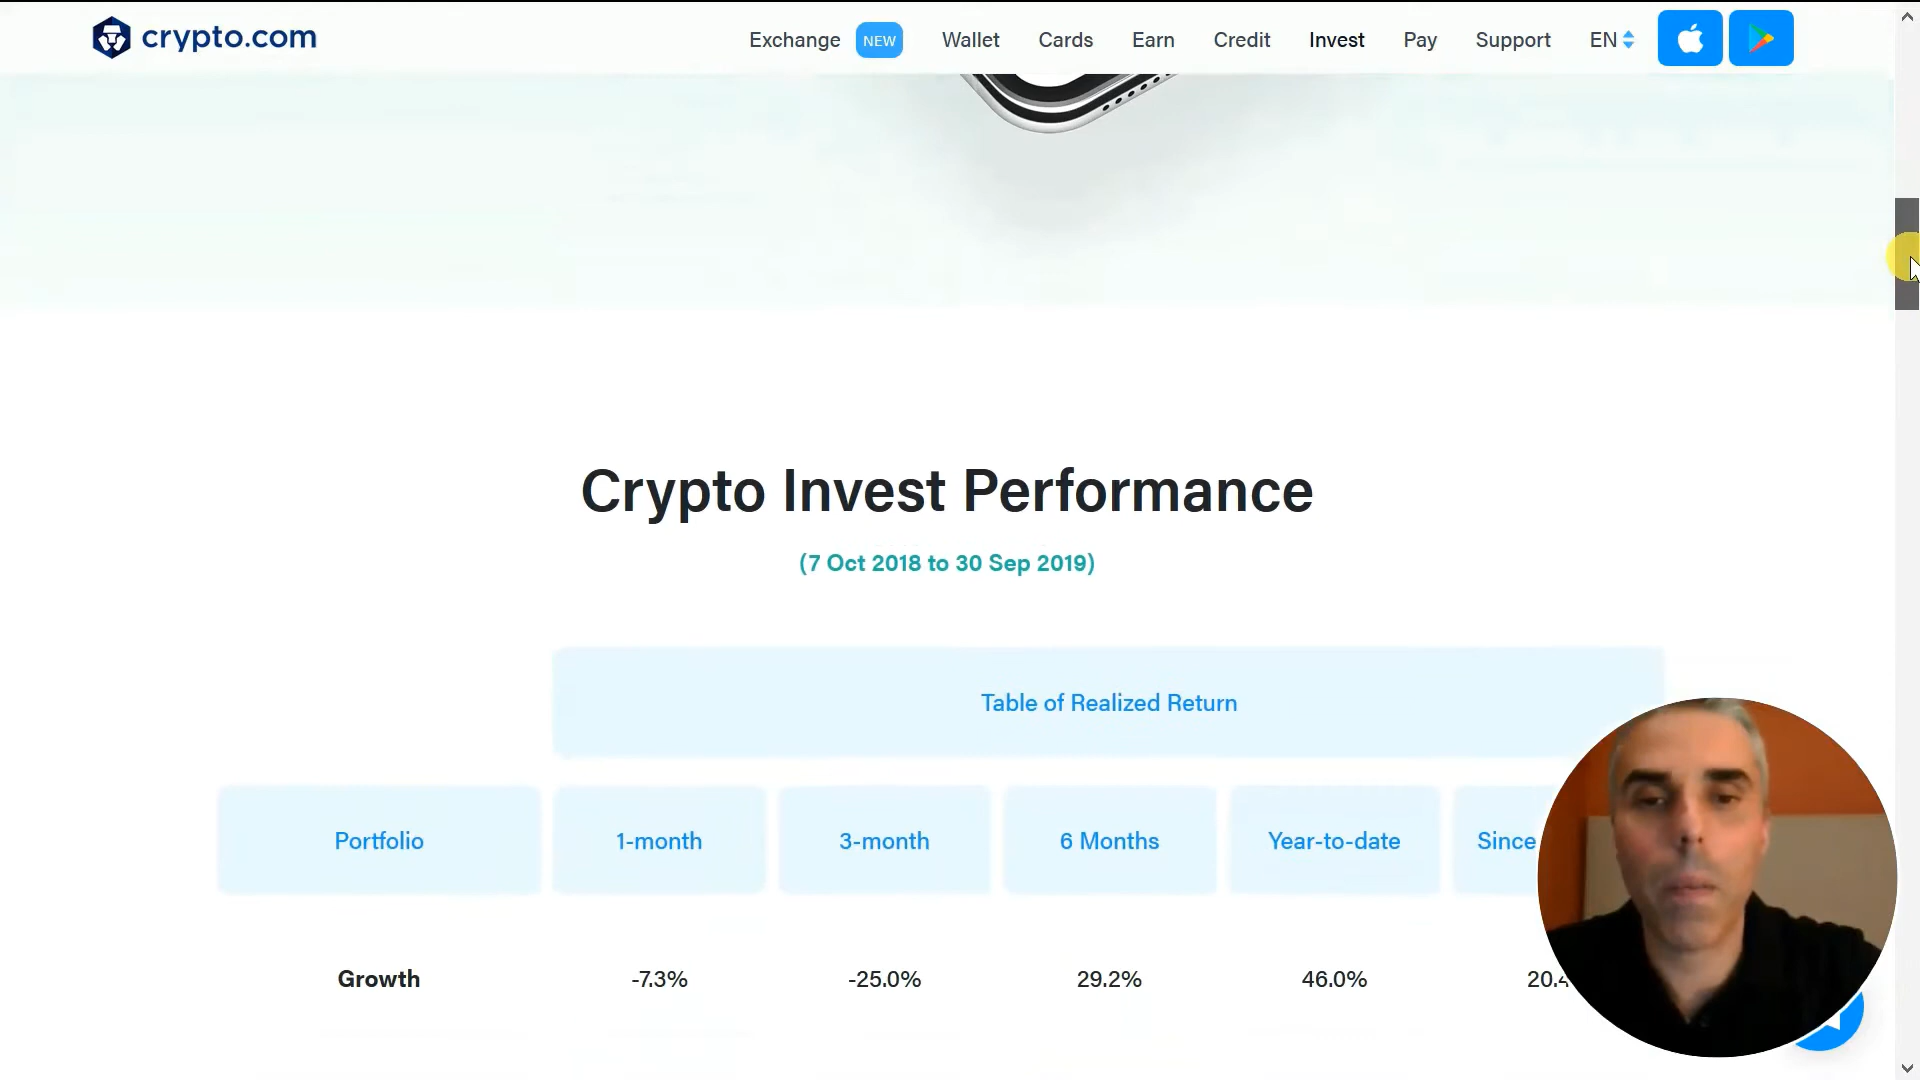 crypto.com
Exchange NEW Wallet Cards Earn Credit Invest Pay Support EN
Crypto Invest Performance
(7 Oct 2018 to 30 Sep 2019)
Table of Realized Return
Portfolio 1-month 3-month 6 Months Year-to-date Since
Growth -7.3% -25.0% 29.2% 46.0% 20.4